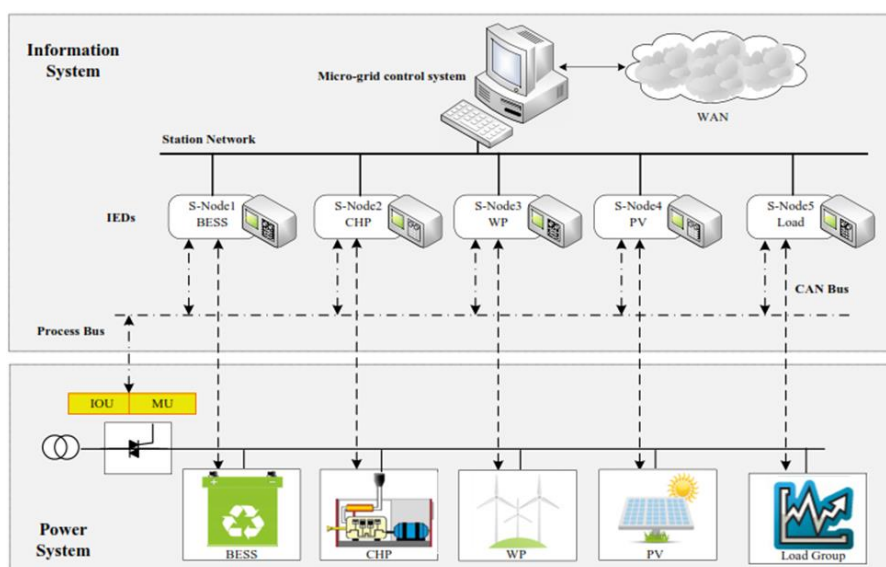 Information
System
Micro-grid control system
WAN
Station Network
IEDs
S-Node1
BESS
S-Node2
CHP
S-Node3
WP
S-Node4
PV
S-Node5
Load
CAN Bus
Process Bus
IOU
MU
Power
System
BESS
CHP
WP
PV
Load Group